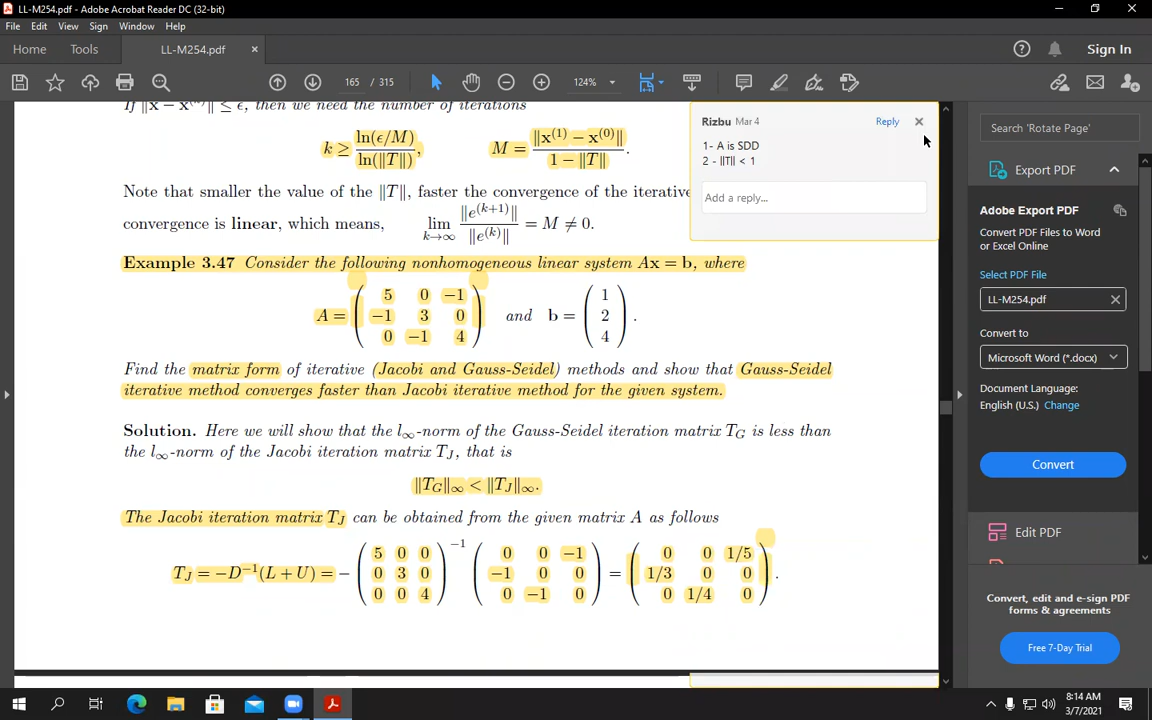 LL-M254.pdf - Adobe Acrobat Reader DC (32-bit)
File Edit View Sign Window Help
Home Tools LL-M254.pdf Sign In
165 / 315 124%
If ‖x − x⁽ᵏ⁾‖ ≤ ϵ, then we need the number of iterations
k ≥ ln(ϵ/M) / ln(‖T‖), M = ‖x⁽¹⁾ − x⁽⁰⁾‖ / 1 − ‖T‖.
Note that smaller the value of the ‖T‖, faster the convergence of the iterative
convergence is linear, which means, lim k→∞ ‖e⁽ᵏ⁺¹⁾‖ / ‖e⁽ᵏ⁾‖ = M ≠ 0.
Example 3.47 Consider the following nonhomogeneous linear system Ax = b, where
A = ( 5 0 −1
−1 3 0
0 −1 4 ) and b = ( 1
2
4 ).
Find the matrix form of iterative (Jacobi and Gauss-Seidel) methods and show that Gauss-Seidel
iterative method converges faster than Jacobi iterative method for the given system.
Solution. Here we will show that the l∞-norm of the Gauss-Seidel iteration matrix T_G is less than
the l∞-norm of the Jacobi iteration matrix T_J, that is
‖T_G‖∞ < ‖T_J‖∞.
The Jacobi iteration matrix T_J can be obtained from the given matrix A as follows
T_J = −D⁻¹(L + U) = − ( 5 0 0
0 3 0
0 0 4 )⁻¹ ( 0 0 −1
−1 0 0
0 −1 0 ) = ( 0 0 1/5
1/3 0 0
0 1/4 0 ).
Rizbu Mar 4 Reply
1- A is SDD
2 - ‖T‖ < 1
Add a reply...
Search 'Rotate Page'
Export PDF
Adobe Export PDF
Convert PDF Files to Word
or Excel Online
Select PDF File
LL-M254.pdf
Convert to
Microsoft Word (*.docx)
Document Language:
English (U.S.) Change
Convert
Edit PDF
Convert, edit and e-sign PDF
forms & agreements
Free 7-Day Trial
8:14 AM
3/7/2021